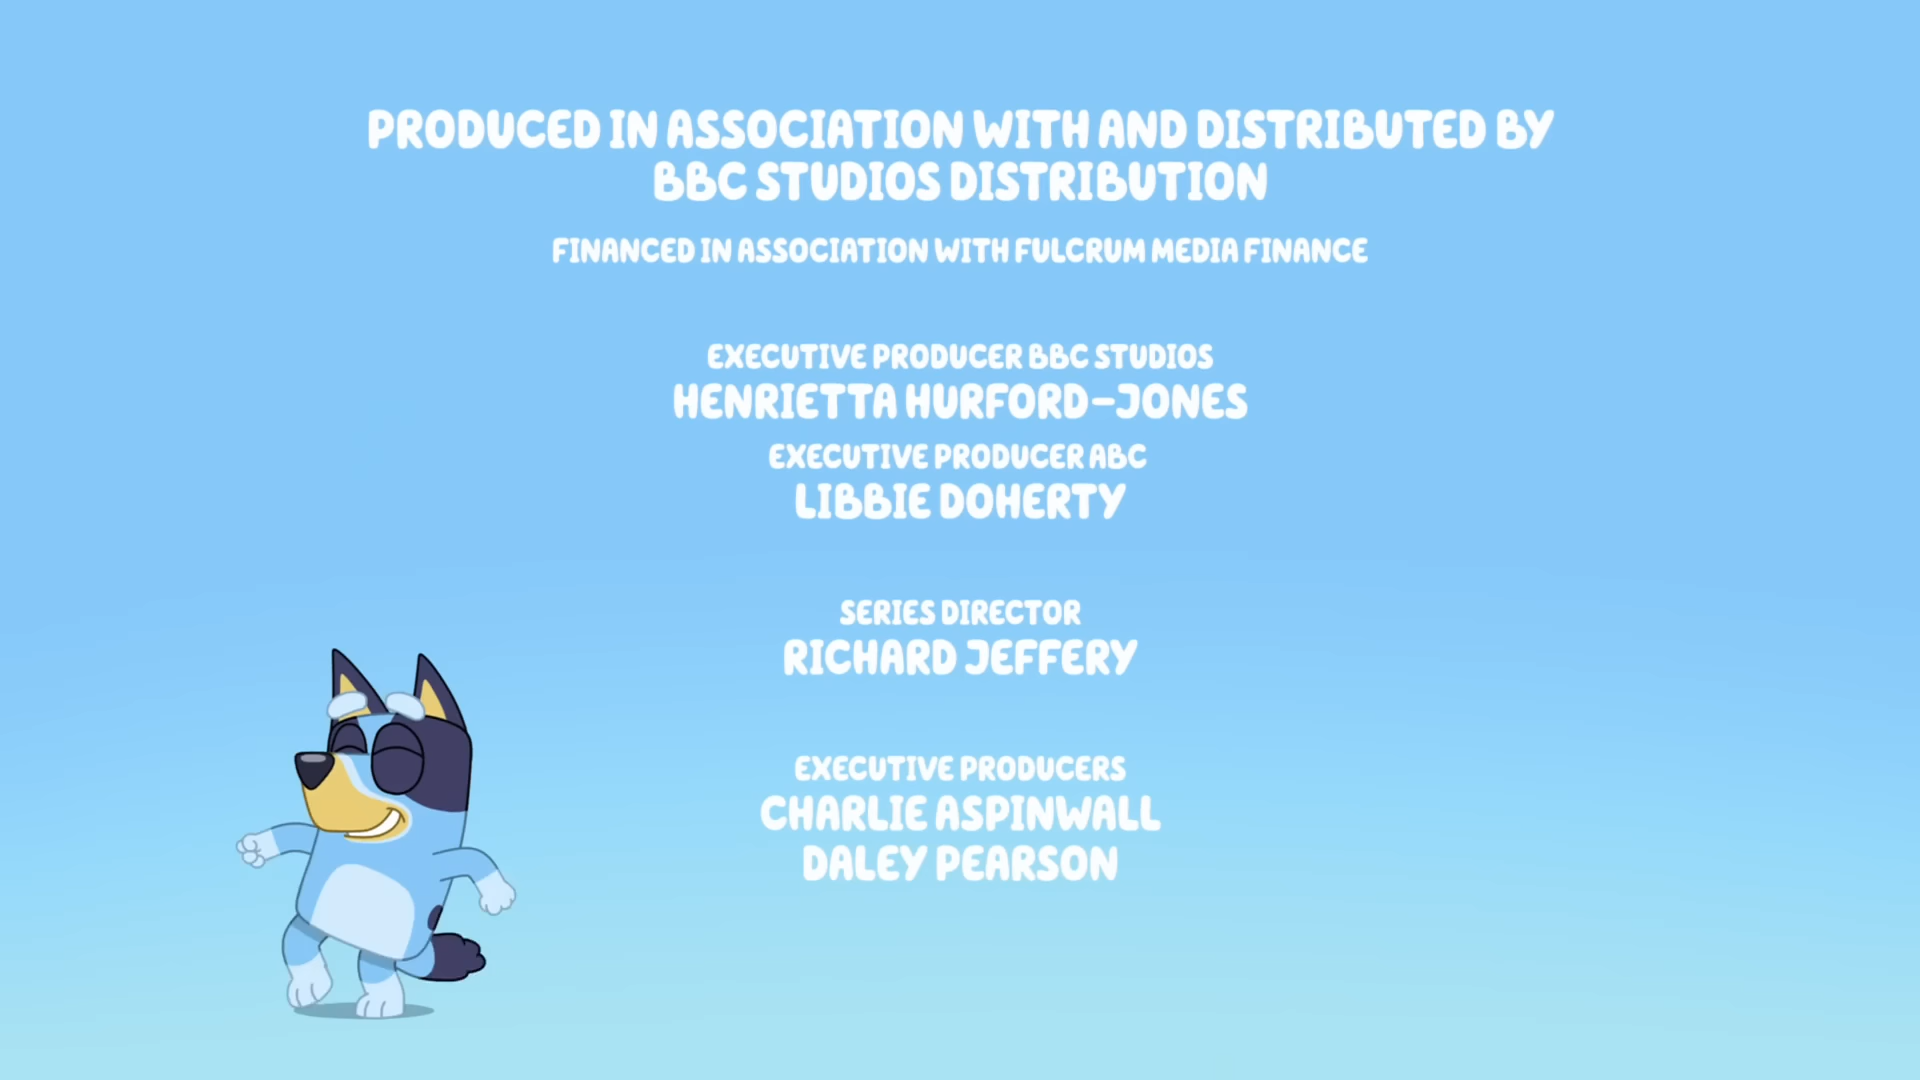 PRODUCED IN ASSOCIATION WITH AND DISTRIBUTED BY
BBC STUDIOS DISTRIBUTION
FINANCED IN ASSOCIATION WITH FULCRUM MEDIA FINANCE
EXECUTIVE PRODUCER BBC STUDIOS
HENRIETTA HURFORD-JONES
EXECUTIVE PRODUCER ABC
LIBBIE DOHERTY
SERIES DIRECTOR
RICHARD JEFFERY
EXECUTIVE PRODUCERS
CHARLIE ASPINWALL
DALEY PEARSON